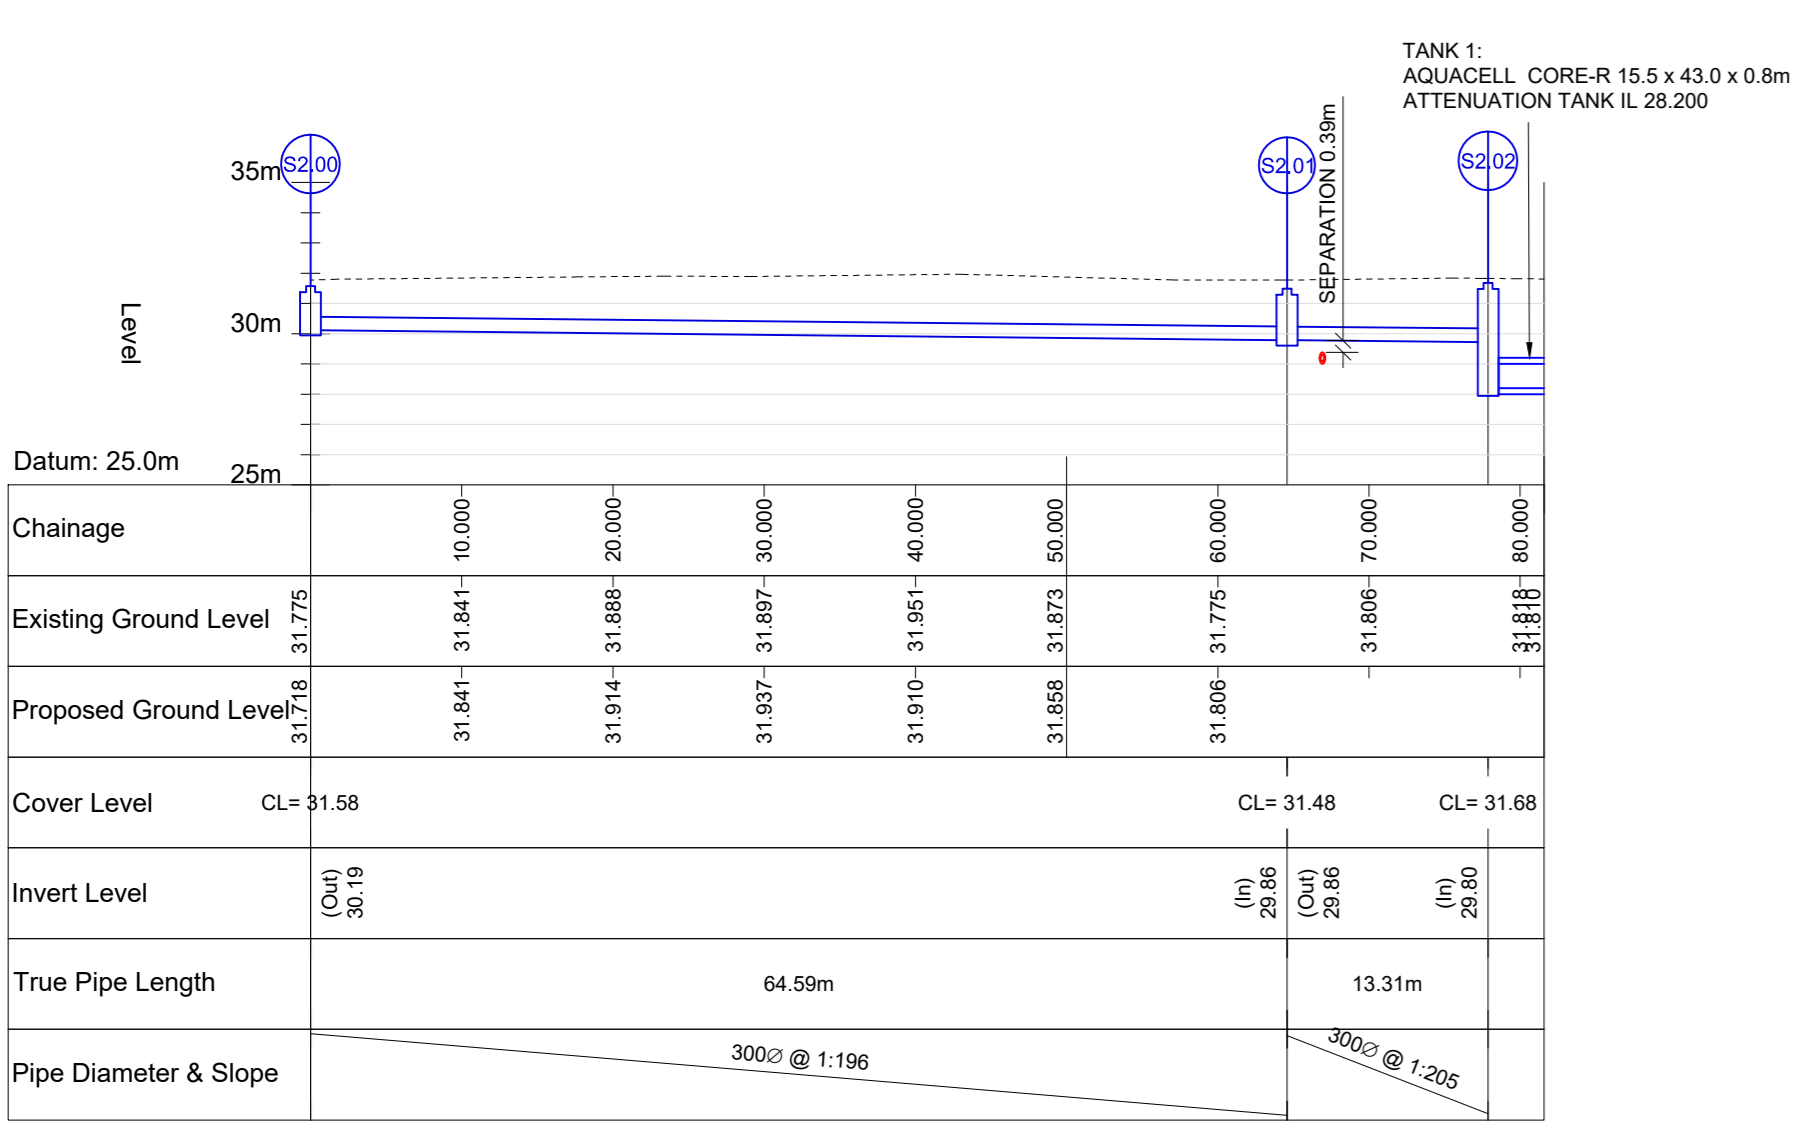 TANK 1:
AQUACELL CORE-R 15.5 x 43.0 x 0.8m
ATTENUATION TANK IL 28.200
SEPARATION 0.39m
S2.00
S2.01
S2.02
35m
30m
25m
Level
Datum: 25.0m
Chainage
10.000
20.000
30.000
40.000
50.000
60.000
70.000
80.000
Existing Ground Level
31.775
31.841
31.888
31.897
31.951
31.873
31.775
31.806
31.818
31.810
Proposed Ground Level
31.718
31.841
31.914
31.937
31.910
31.858
31.806
Cover Level
CL= 31.58
CL= 31.48
CL= 31.68
Invert Level
(Out)
30.19
(In)
29.86
(Out)
29.86
(In)
29.80
True Pipe Length
64.59m
13.31m
Pipe Diameter & Slope
300∅ @ 1:196
300∅ @ 1:205